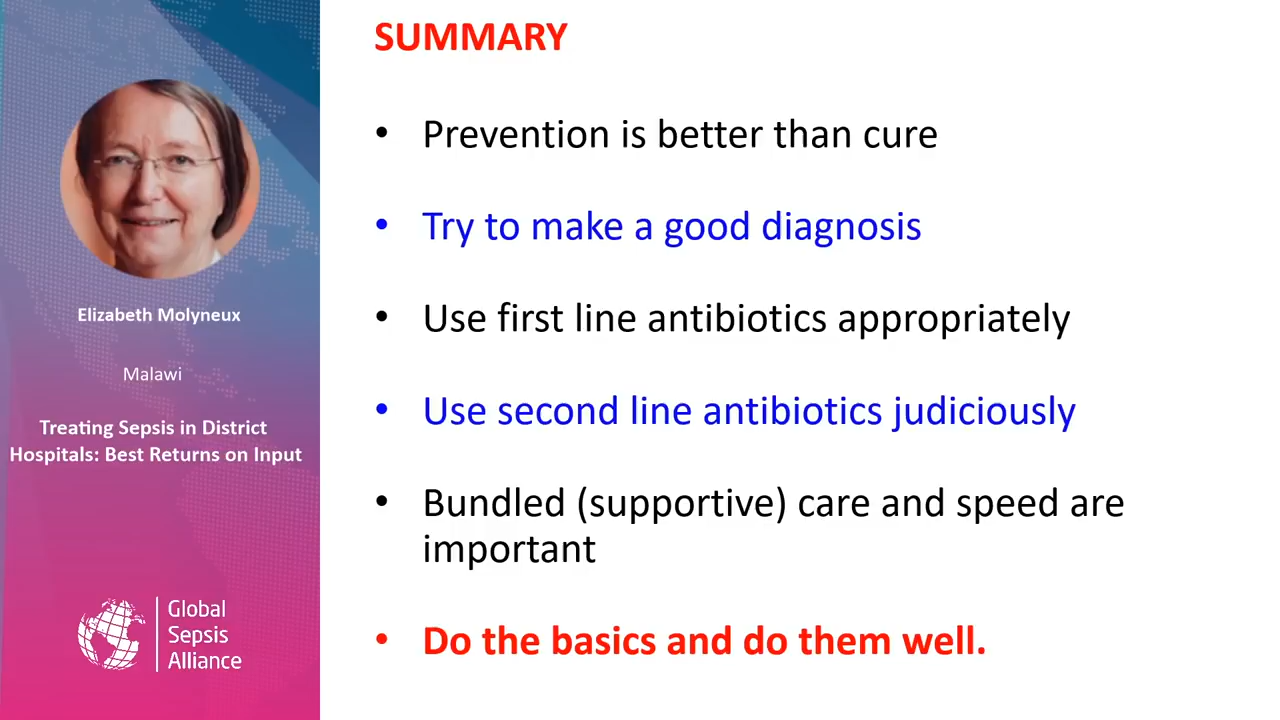 Elizabeth Molyneux
Malawi
Treating Sepsis in District
Hospitals: Best Returns on Input
Global
Sepsis
Alliance
SUMMARY
• Prevention is better than cure
• Try to make a good diagnosis
• Use first line antibiotics appropriately
• Use second line antibiotics judiciously
• Bundled (supportive) care and speed are
important
• Do the basics and do them well.